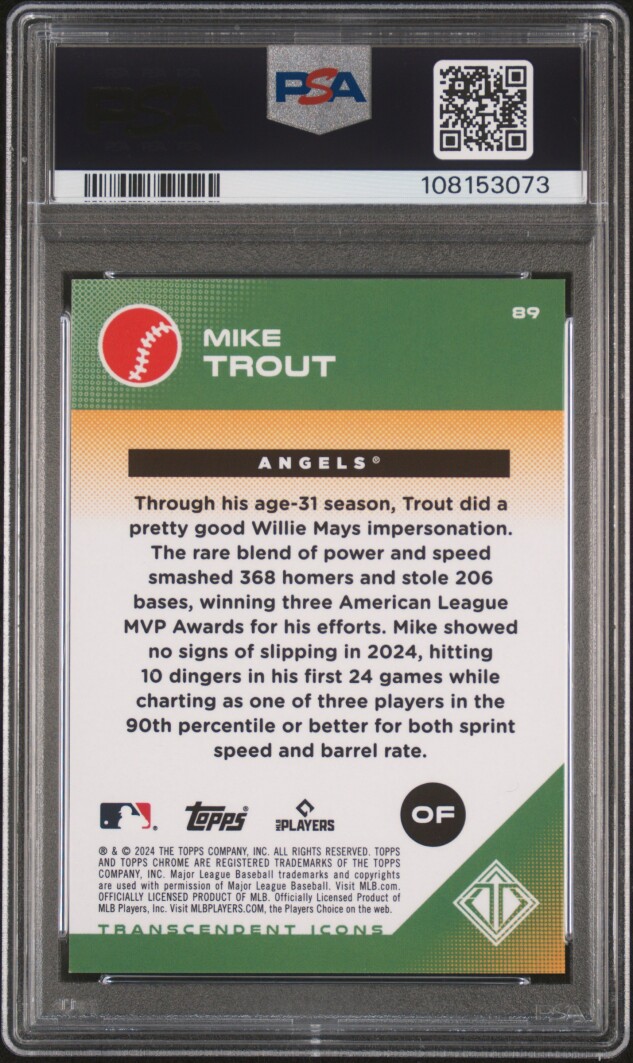 PSA
108153073
89
MIKE
TROUT
ANGELS®
Through his age-31 season, Trout did a
pretty good Willie Mays impersonation.
The rare blend of power and speed
smashed 368 homers and stole 206
bases, winning three American League
MVP Awards for his efforts. Mike showed
no signs of slipping in 2024, hitting
10 dingers in his first 24 games while
charting as one of three players in the
90th percentile or better for both sprint
speed and barrel rate.
topps®
MLB PLAYERS
OF
® & © 2024 THE TOPPS COMPANY, INC. ALL RIGHTS RESERVED. TOPPS
AND TOPPS CHROME ARE REGISTERED TRADEMARKS OF THE TOPPS
COMPANY, INC. Major League Baseball trademarks and copyrights
are used with permission of Major League Baseball. Visit MLB.com.
OFFICIALLY LICENSED PRODUCT OF MLB. Officially Licensed Product of
MLB Players, Inc. Visit MLBPLAYERS.COM, the Players Choice on the web.
TRANSCENDENT ICONS
PSA